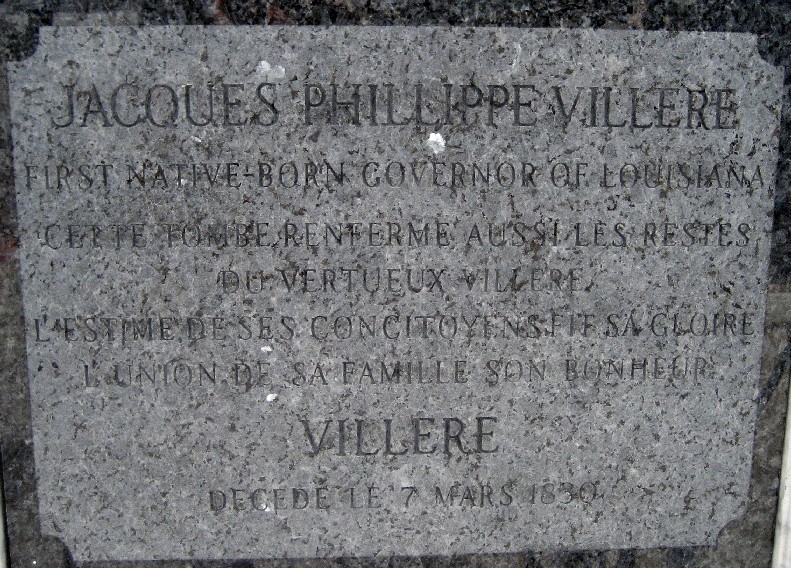 JACQUES PHILLIPPE VILLERE
FIRST NATIVE-BORN GOVERNOR OF LOUISIANA
CETTE TOMBE RENFERME AUSSI LES RESTES
DU VERTUEUX VILLERE
L'ESTIME DE SES CONCITOYENS FIT SA GLOIRE
L'UNION DE SA FAMILLE SON BONHEUR
VILLERE
DECEDE LE 7 MARS 1830